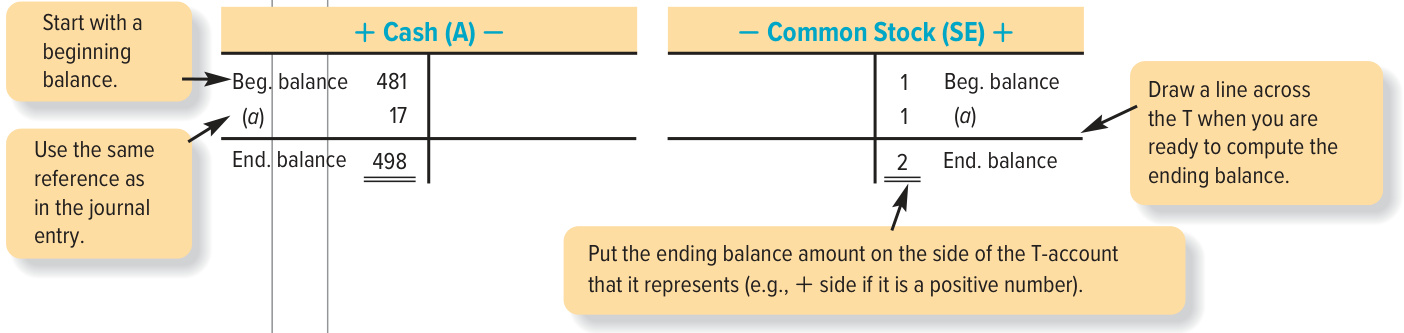 Start with a
beginning
balance.
Use the same
reference as
in the journal
entry.
+ Cash (A) −
Beg. balance 481
(a) 17
End. balance 498
− Common Stock (SE) +
1 Beg. balance
1 (a)
2 End. balance
Draw a line across
the T when you are
ready to compute the
ending balance.
Put the ending balance amount on the side of the T-account
that it represents (e.g., + side if it is a positive number).